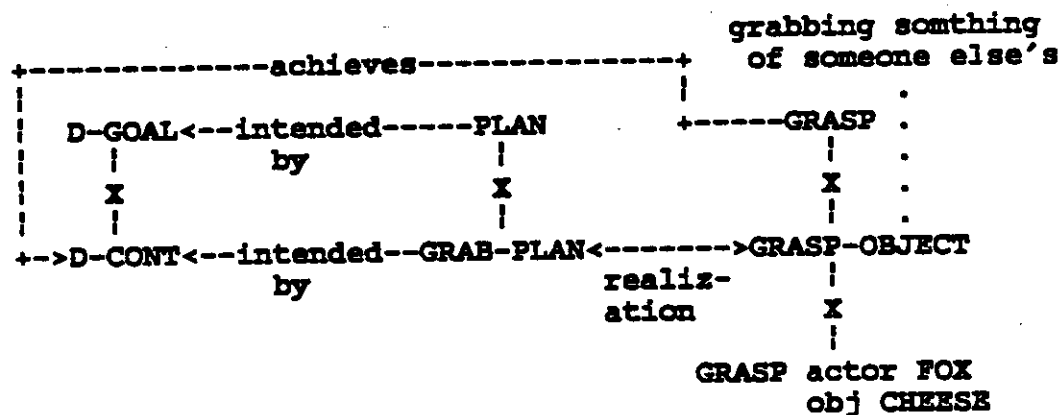 grabbing somthing
+--------------achieves---------------+ of someone else's
D-GOAL<--intended-----PLAN +-----GRASP .
by
X X X
+->D-CONT<--intended--GRAB-PLAN<------->GRASP-OBJECT
by realiz-
ation X
GRASP actor FOX
obj CHEESE